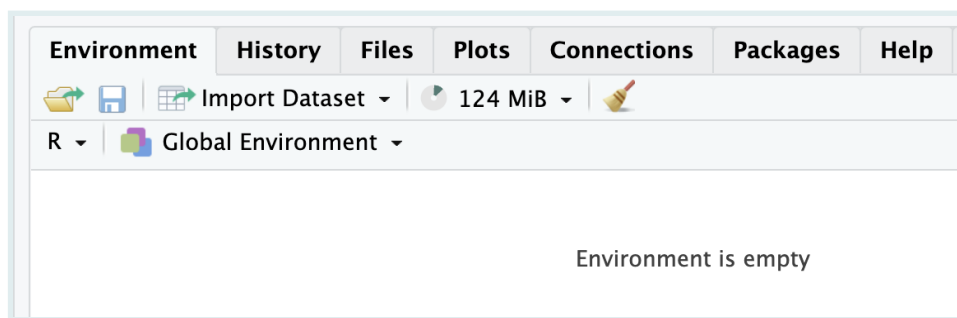 Environment History Files Plots Connections Packages Help
Import Dataset 124 MiB
R Global Environment
Environment is empty